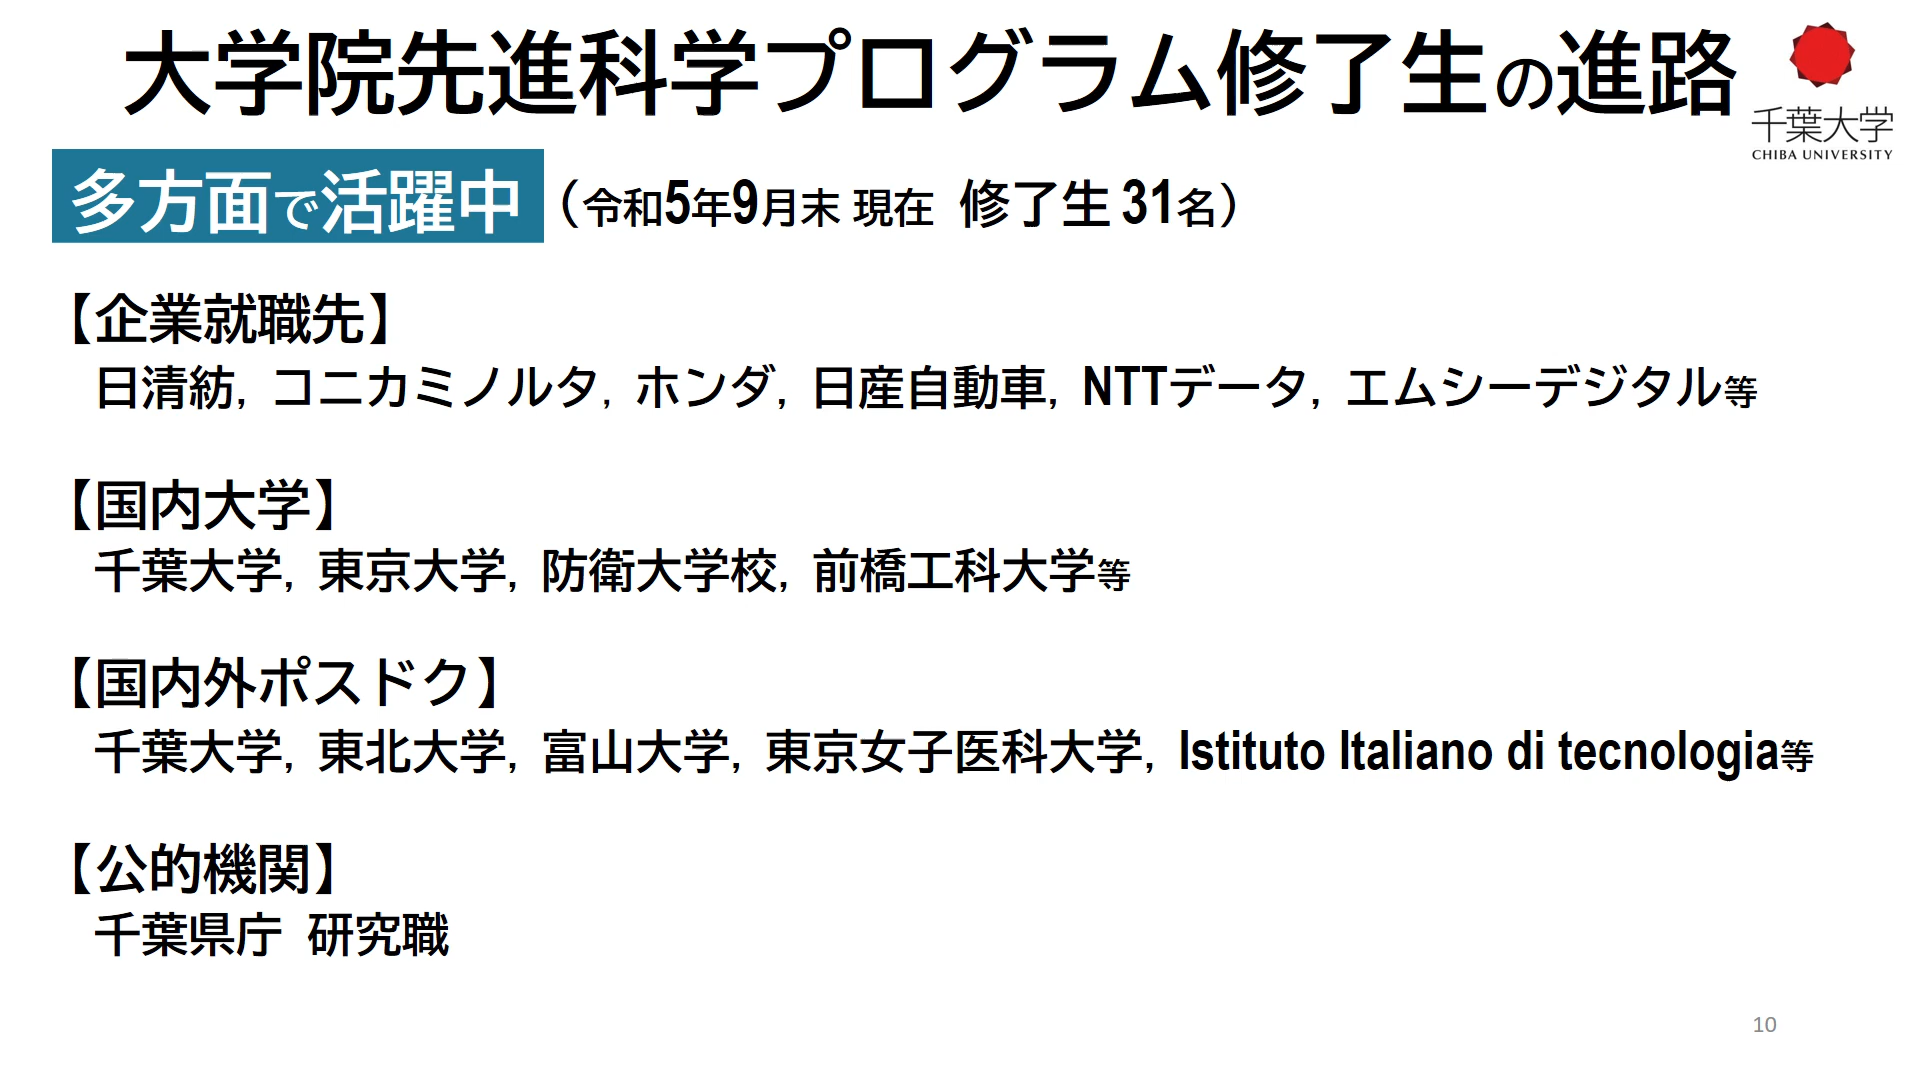 大学院先進科学プログラム修了生の進路
千葉大学
CHIBA UNIVERSITY
多方面で活躍中（令和5年9月末 現在 修了生 31名）
【企業就職先】
日清紡, コニカミノルタ, ホンダ, 日産自動車, NTTデータ, エムシーデジタル等
【国内大学】
千葉大学, 東京大学, 防衛大学校, 前橋工科大学等
【国内外ポスドク】
千葉大学, 東北大学, 富山大学, 東京女子医科大学, Istituto Italiano di tecnologia等
【公的機関】
千葉県庁 研究職
10